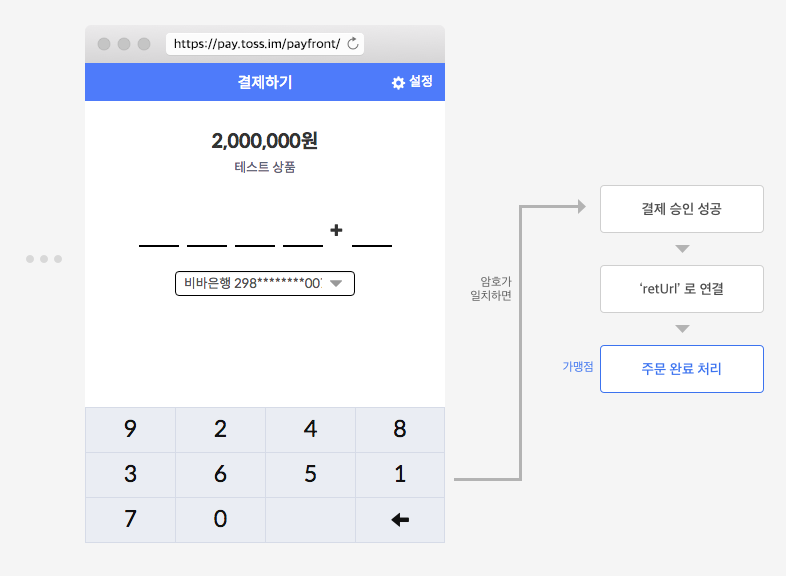 https://pay.toss.im/payfront/
결제하기
설정
2,000,000원
테스트 상품
+
비바은행 298********00
9 2 4 8
3 6 5 1
7 0
암호가
일치하면
결제 승인 성공
‘retUrl’ 로 연결
가맹점
주문 완료 처리